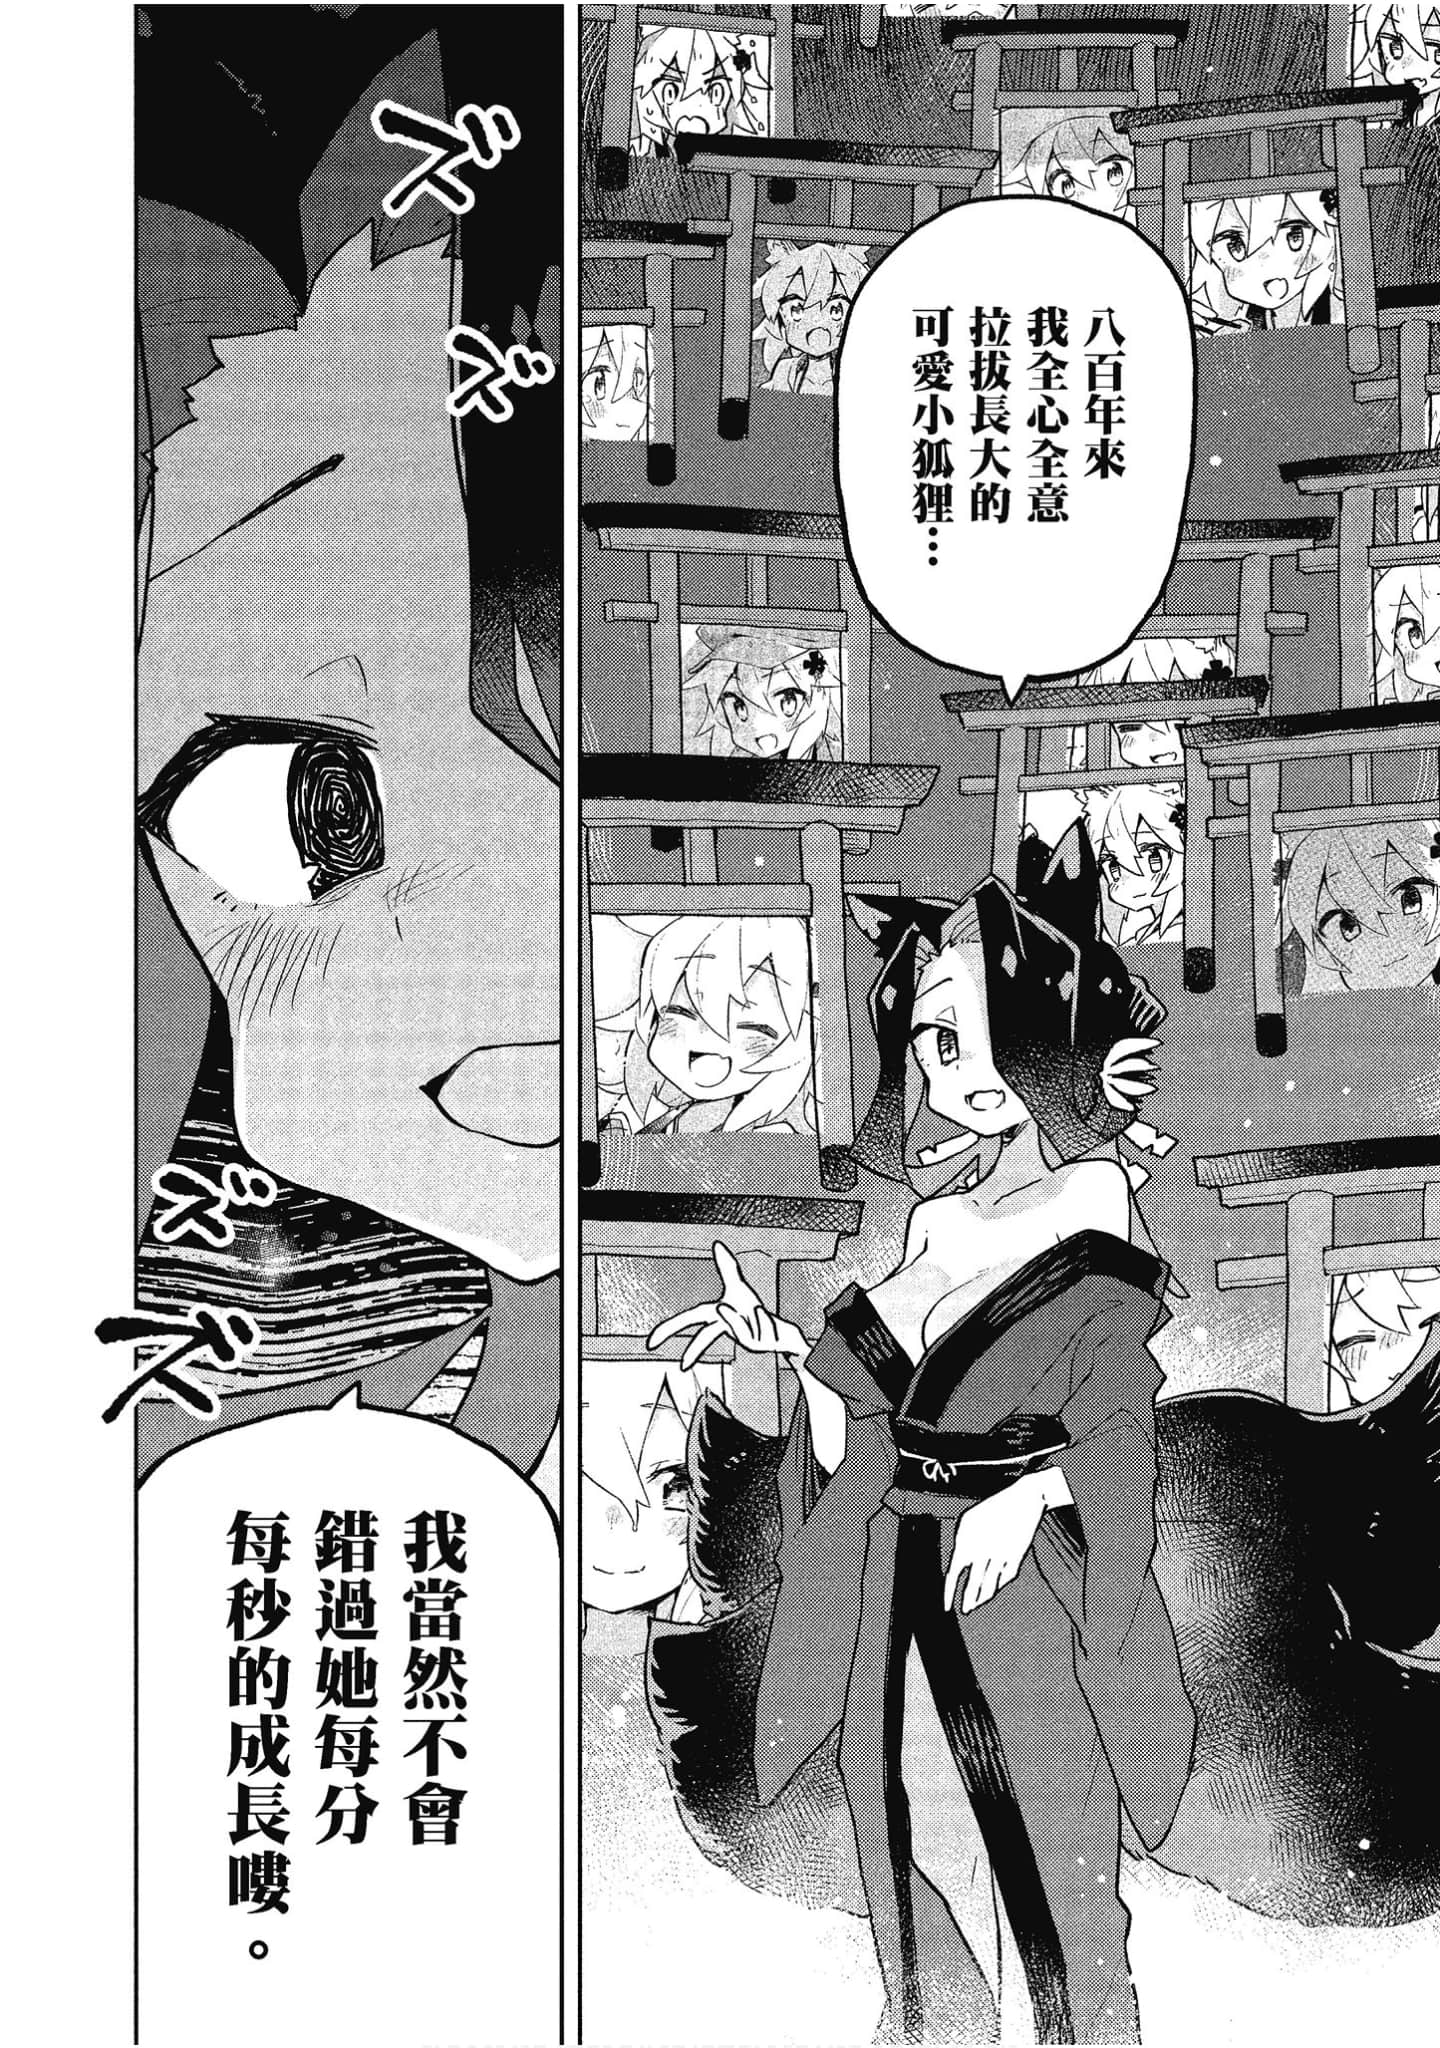 八百年來
我全心全意
拉拔長大的
可愛小狐狸…
ズ
ズ
ズ
ズ
我當然不會
錯過她每分
每秒的成長嘍。